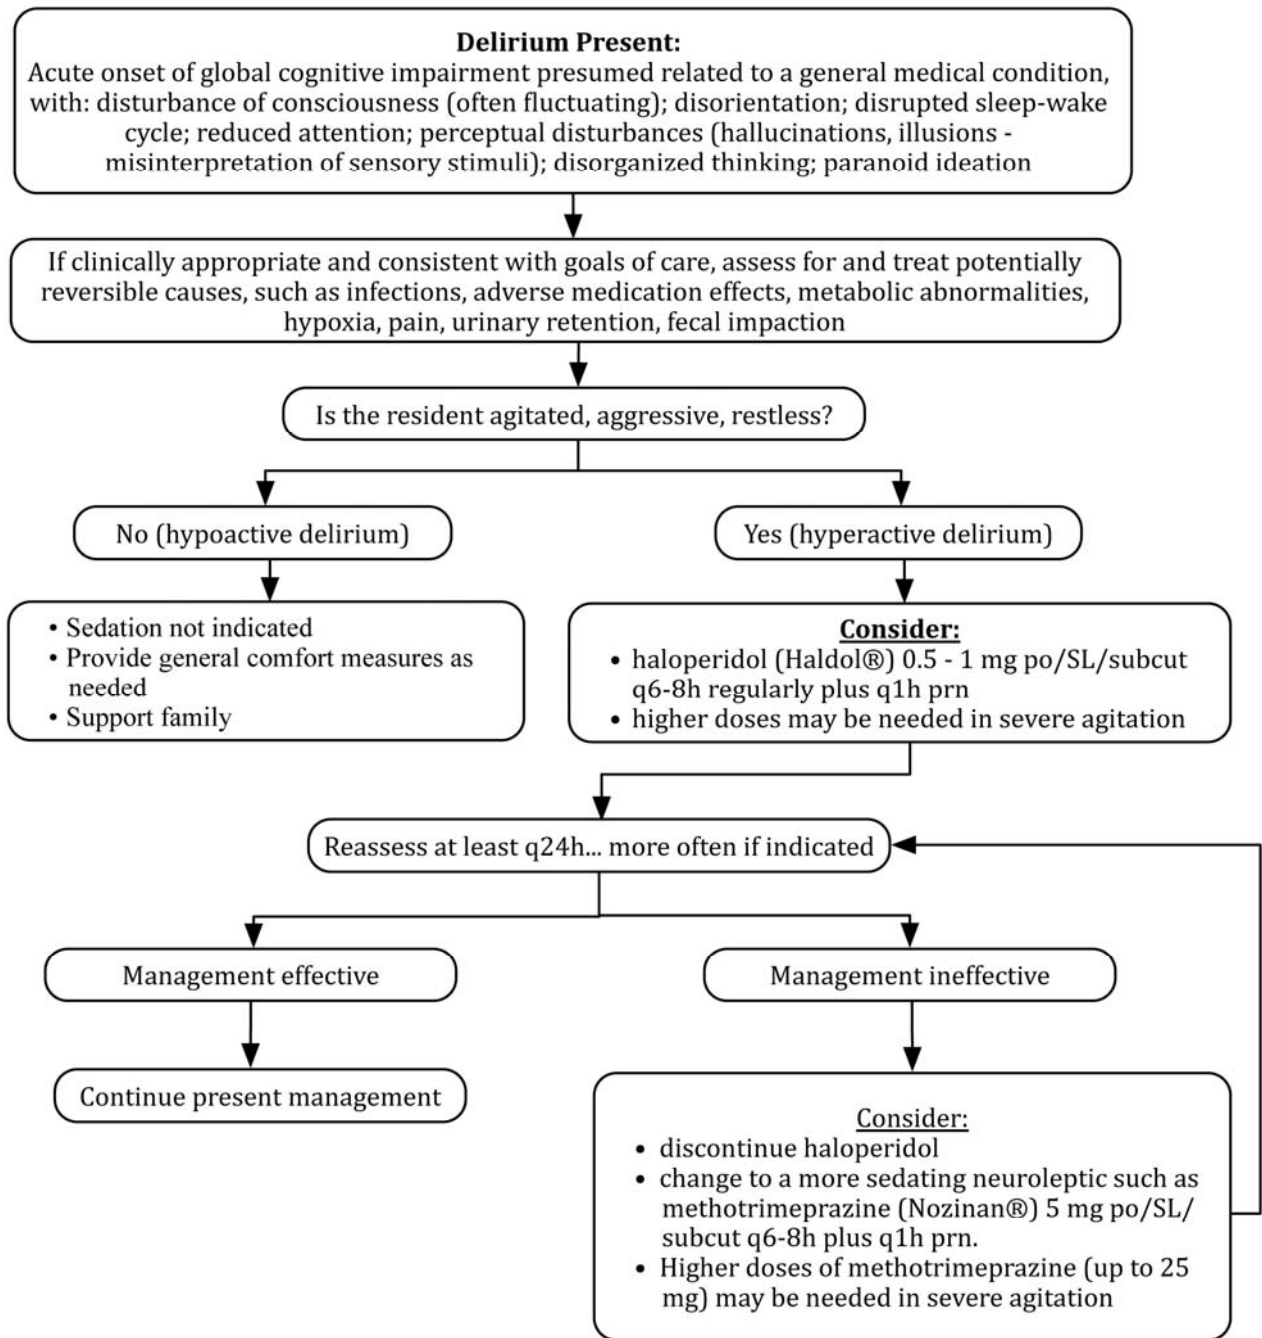 Delirium Present:
Acute onset of global cognitive impairment presumed related to a general medical condition,
with: disturbance of consciousness (often fluctuating); disorientation; disrupted sleep-wake
cycle; reduced attention; perceptual disturbances (hallucinations, illusions -
misinterpretation of sensory stimuli); disorganized thinking; paranoid ideation
If clinically appropriate and consistent with goals of care, assess for and treat potentially
reversible causes, such as infections, adverse medication effects, metabolic abnormalities,
hypoxia, pain, urinary retention, fecal impaction
Is the resident agitated, aggressive, restless?
No (hypoactive delirium)
• Sedation not indicated
• Provide general comfort measures as
needed
• Support family
Yes (hyperactive delirium)
Consider:
• haloperidol (Haldol®) 0.5 - 1 mg po/SL/subcut
q6-8h regularly plus q1h prn
• higher doses may be needed in severe agitation
Reassess at least q24h... more often if indicated
Management effective
Continue present management
Management ineffective
Consider:
• discontinue haloperidol
• change to a more sedating neuroleptic such as
methotrimeprazine (Nozinan®) 5 mg po/SL/
subcut q6-8h plus q1h prn.
• Higher doses of methotrimeprazine (up to 25
mg) may be needed in severe agitation